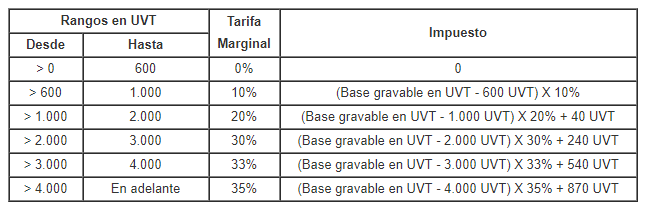 Rangos en UVT Tarifa Marginal Impuesto
Desde Hasta
> 0 600 0% 0
> 600 1.000 10% (Base gravable en UVT - 600 UVT) X 10%
> 1.000 2.000 20% (Base gravable en UVT - 1.000 UVT) X 20% + 40 UVT
> 2.000 3.000 30% (Base gravable en UVT - 2.000 UVT) X 30% + 240 UVT
> 3.000 4.000 33% (Base gravable en UVT - 3.000 UVT) X 33% + 540 UVT
> 4.000 En adelante 35% (Base gravable en UVT - 4.000 UVT) X 35% + 870 UVT